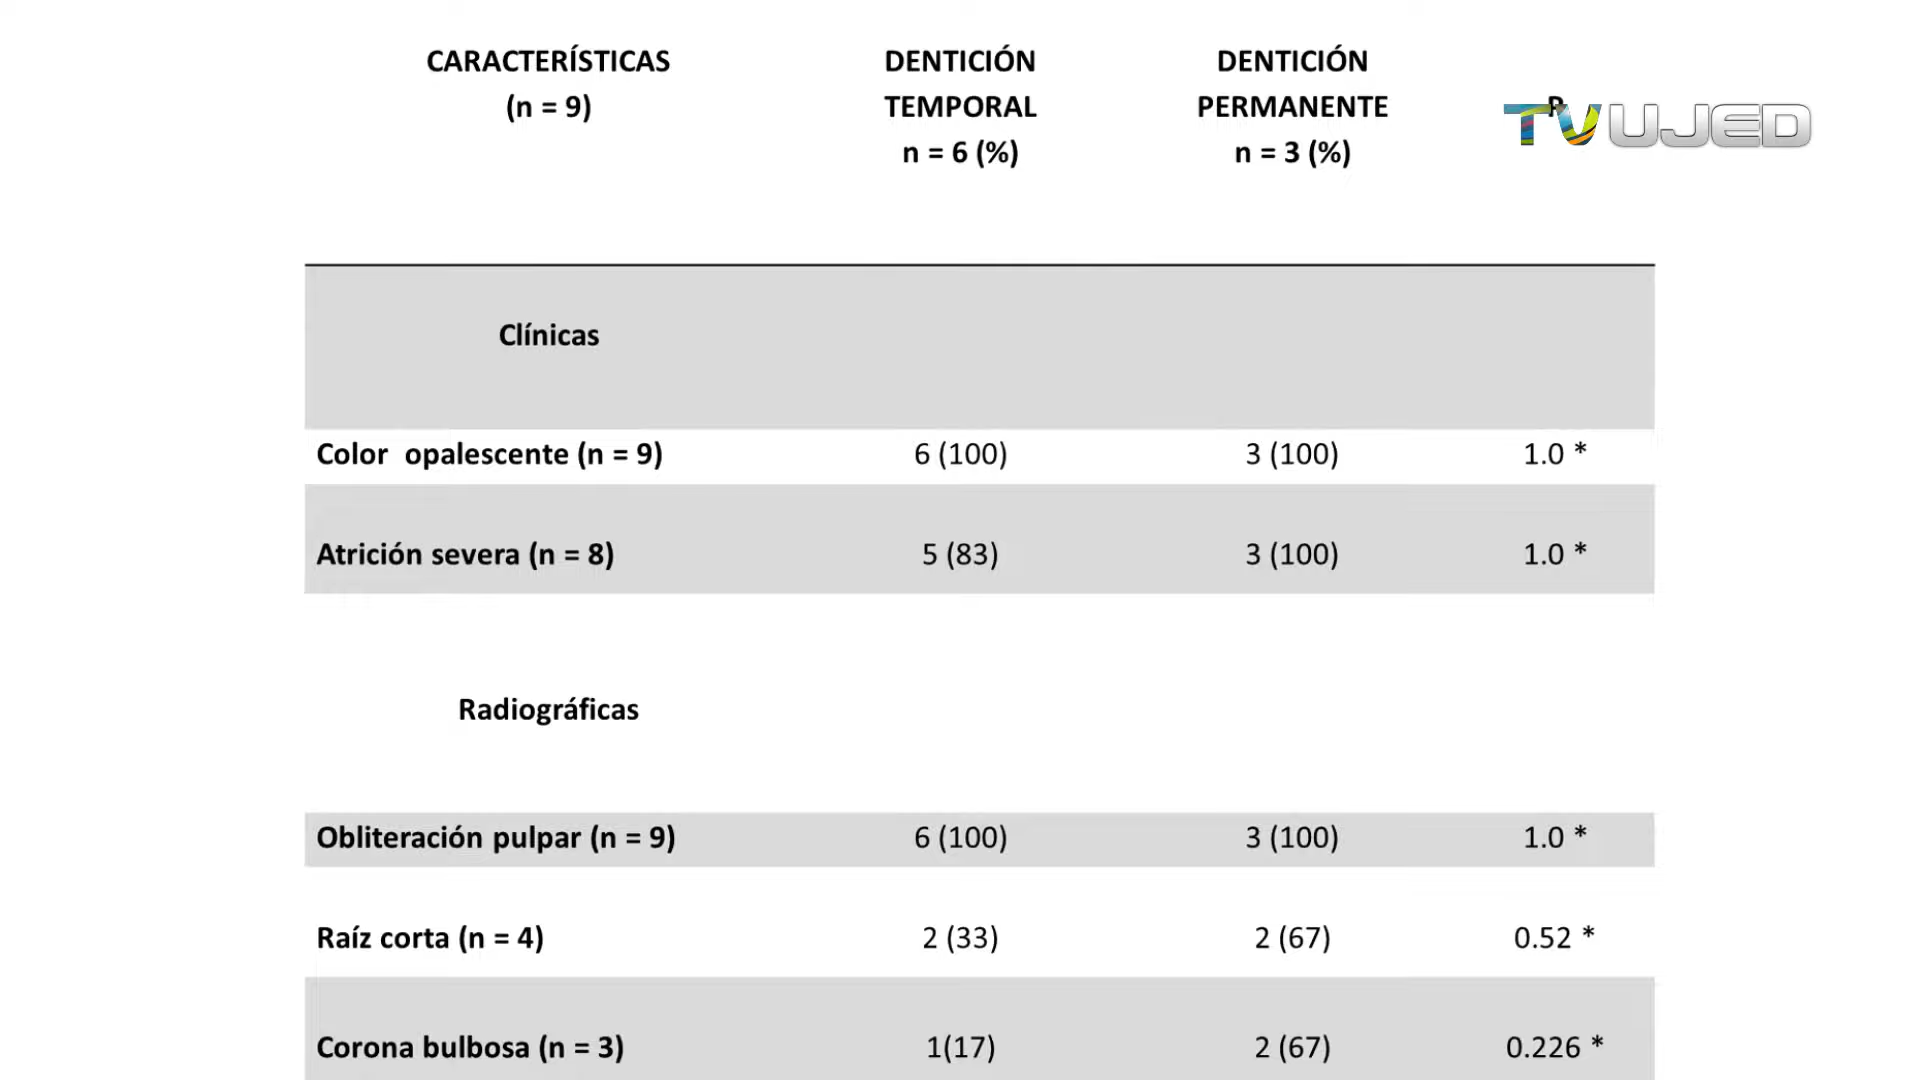 CARACTERÍSTICAS
(n = 9)
DENTICIÓN
TEMPORAL
n = 6 (%)
DENTICIÓN
PERMANENTE
n = 3 (%)
P
TVUJED
Clínicas
Color opalescente (n = 9) 6 (100) 3 (100) 1.0 *
Atrición severa (n = 8) 5 (83) 3 (100) 1.0 *
Radiográficas
Obliteración pulpar (n = 9) 6 (100) 3 (100) 1.0 *
Raíz corta (n = 4) 2 (33) 2 (67) 0.52 *
Corona bulbosa (n = 3) 1(17) 2 (67) 0.226 *